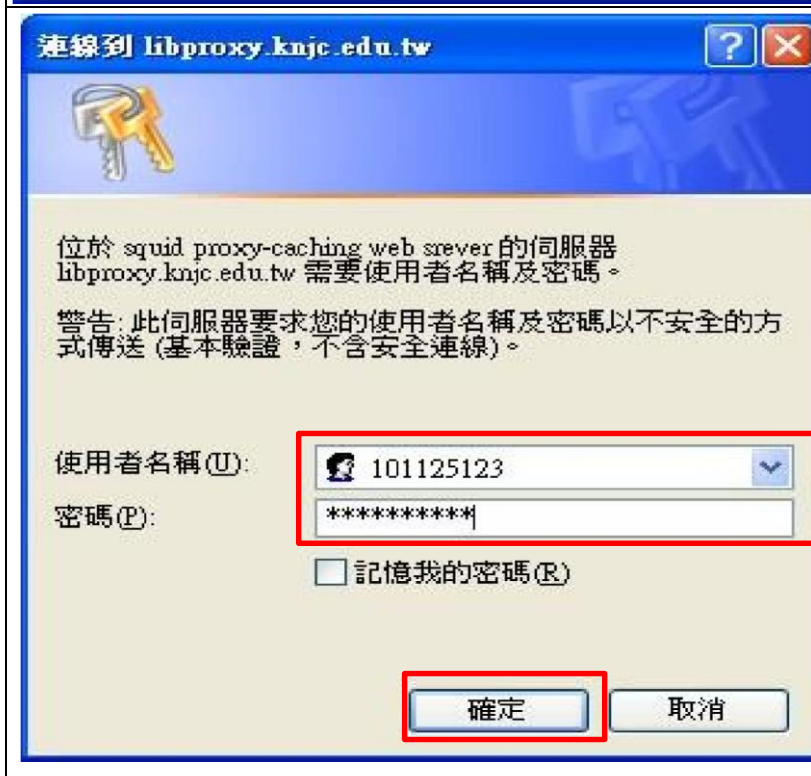 連線到 libproxy.knjc.edu.tw
位於 squid proxy-caching web srever 的伺服器
libproxy.knjc.edu.tw 需要使用者名稱及密碼。
警告: 此伺服器要求您的使用者名稱及密碼以不安全的方
式傳送 (基本驗證，不含安全連線)。
使用者名稱(U):
101125123
密碼(P):
**********
記憶我的密碼(R)
確定
取消